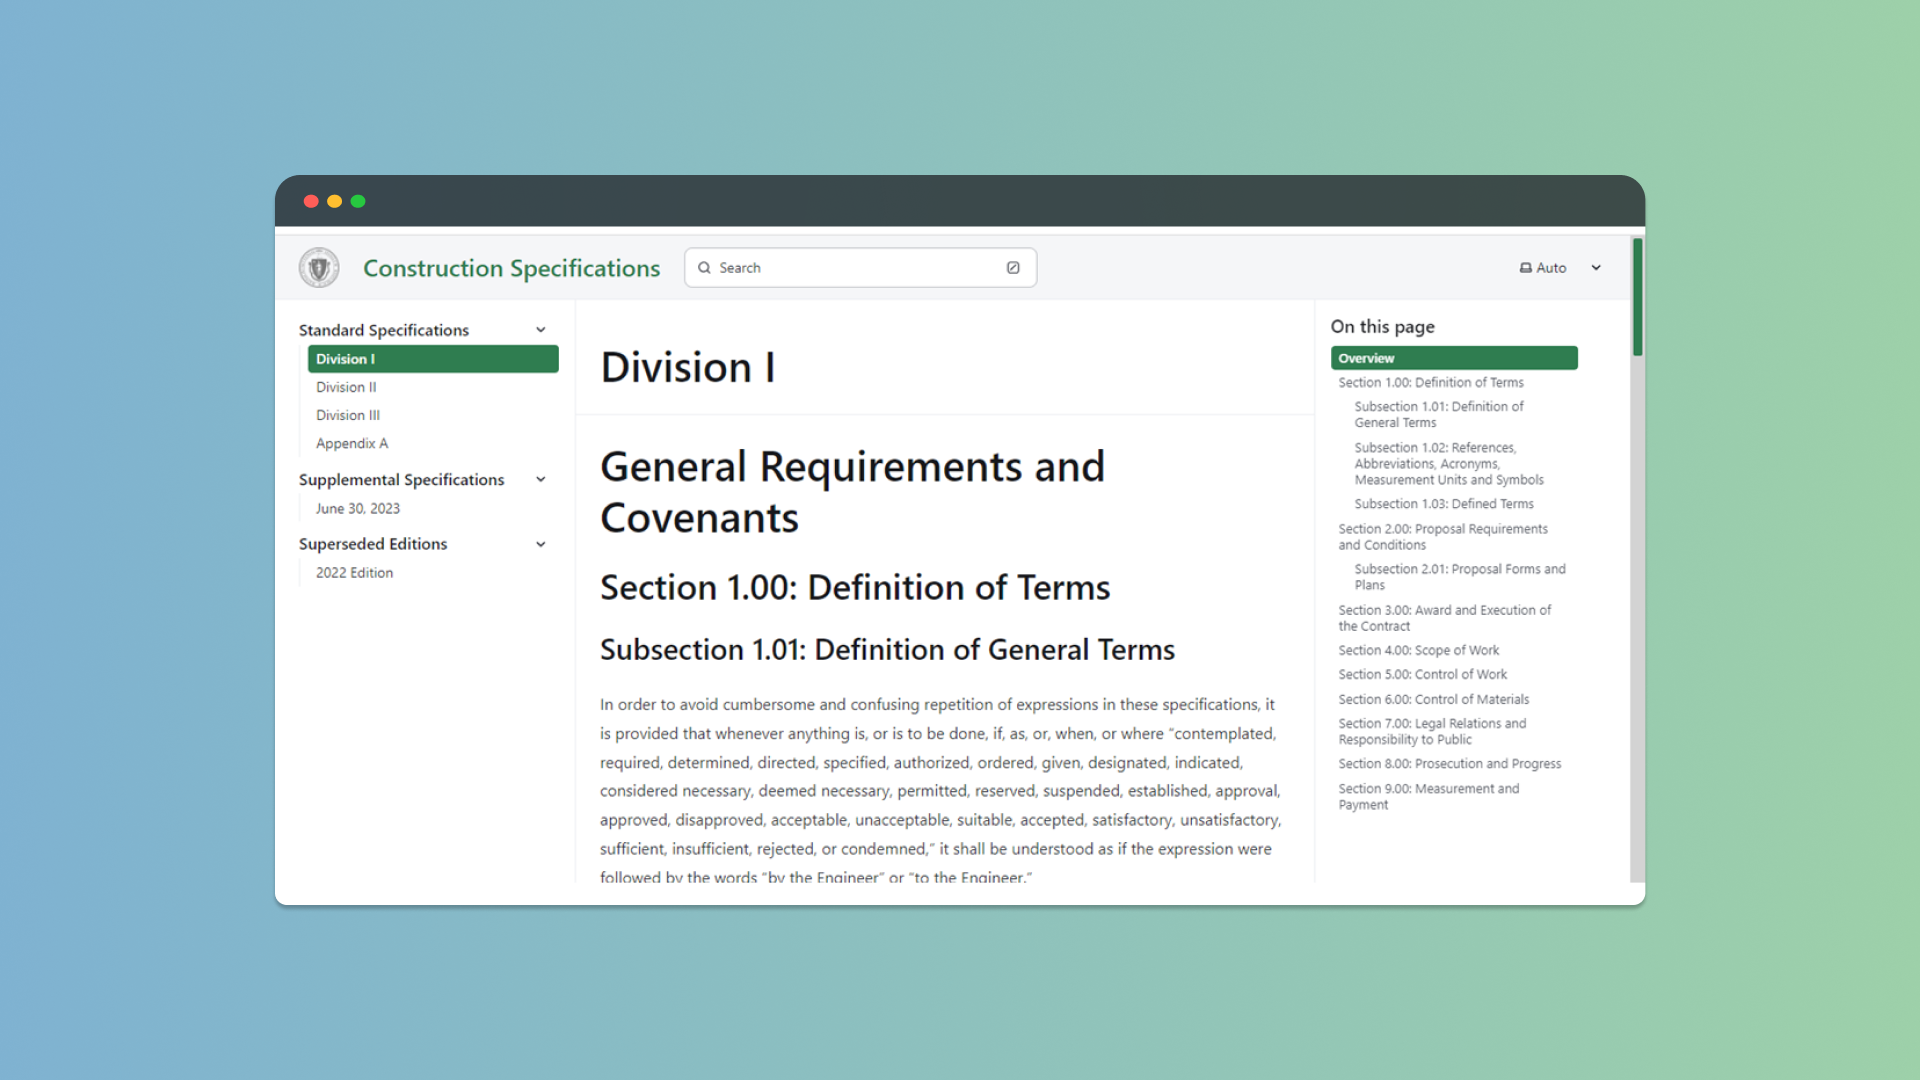 Construction Specifications
Search
Auto
Standard Specifications
Division I
Division II
Division III
Appendix A
Supplemental Specifications
June 30, 2023
Superseded Editions
2022 Edition
Division I
General Requirements and
Covenants
Section 1.00: Definition of Terms
Subsection 1.01: Definition of General Terms
In order to avoid cumbersome and confusing repetition of expressions in these specifications, it
is provided that whenever anything is, or is to be done, if, as, or, when, or where “contemplated,
required, determined, directed, specified, authorized, ordered, given, designated, indicated,
considered necessary, deemed necessary, permitted, reserved, suspended, established, approval,
approved, disapproved, acceptable, unacceptable, suitable, accepted, satisfactory, unsatisfactory,
sufficient, insufficient, rejected, or condemned,” it shall be understood as if the expression were
followed by the words “by the Engineer” or “to the Engineer.”
On this page
Overview
Section 1.00: Definition of Terms
Subsection 1.01: Definition of
General Terms
Subsection 1.02: References,
Abbreviations, Acronyms,
Measurement Units and Symbols
Subsection 1.03: Defined Terms
Section 2.00: Proposal Requirements
and Conditions
Subsection 2.01: Proposal Forms and
Plans
Section 3.00: Award and Execution of
the Contract
Section 4.00: Scope of Work
Section 5.00: Control of Work
Section 6.00: Control of Materials
Section 7.00: Legal Relations and
Responsibility to Public
Section 8.00: Prosecution and Progress
Section 9.00: Measurement and
Payment